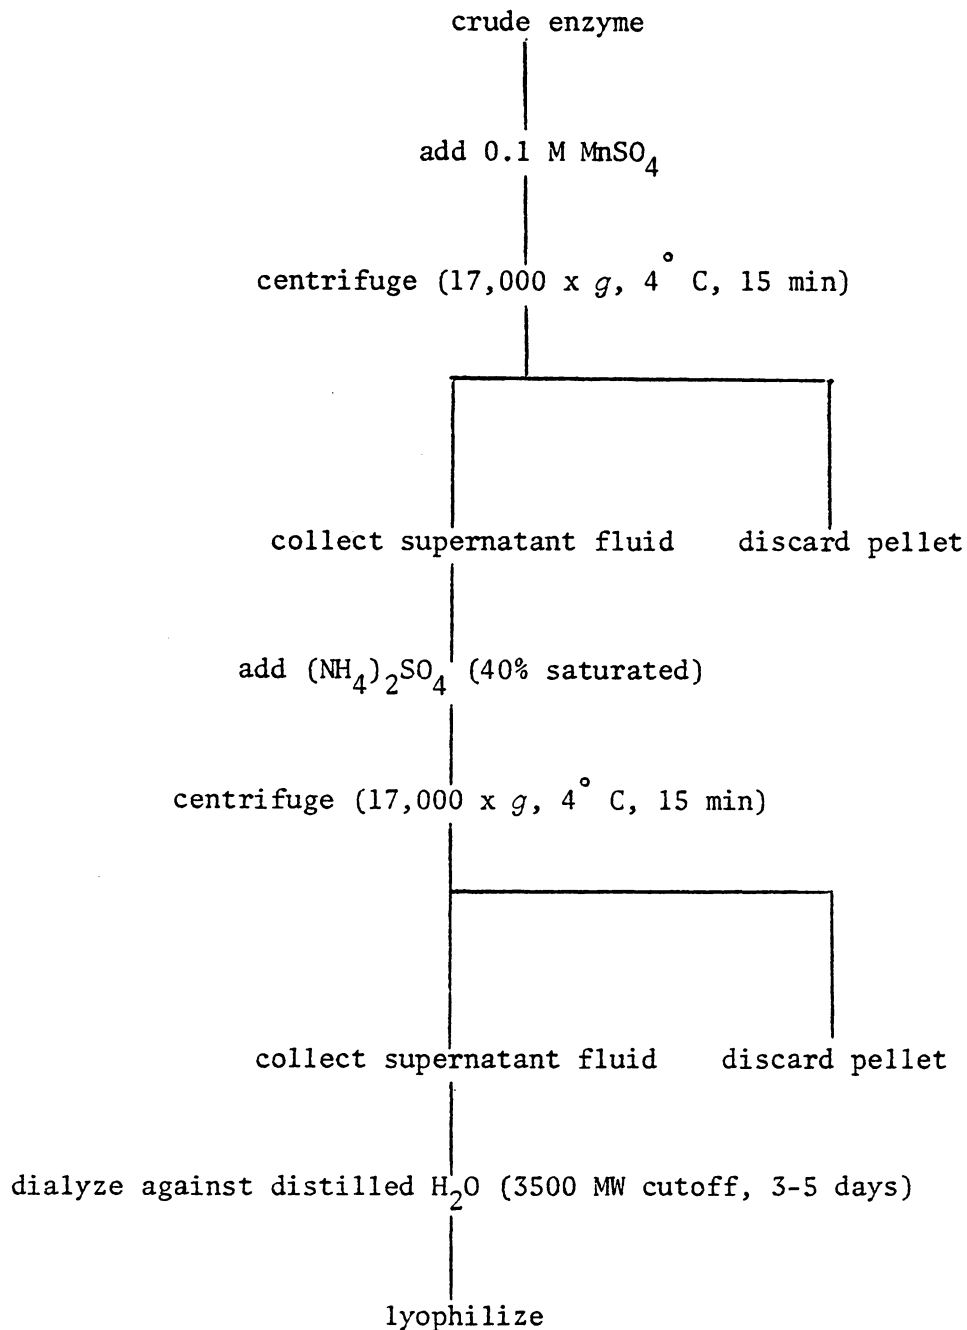 crude enzyme
add 0.1 M MnSO4
centrifuge (17,000 x g, 4° C, 15 min)
collect supernatant fluid discard pellet
add (NH4)2SO4 (40% saturated)
centrifuge (17,000 x g, 4° C, 15 min)
collect supernatant fluid discard pellet
dialyze against distilled H2O (3500 MW cutoff, 3-5 days)
lyophilize